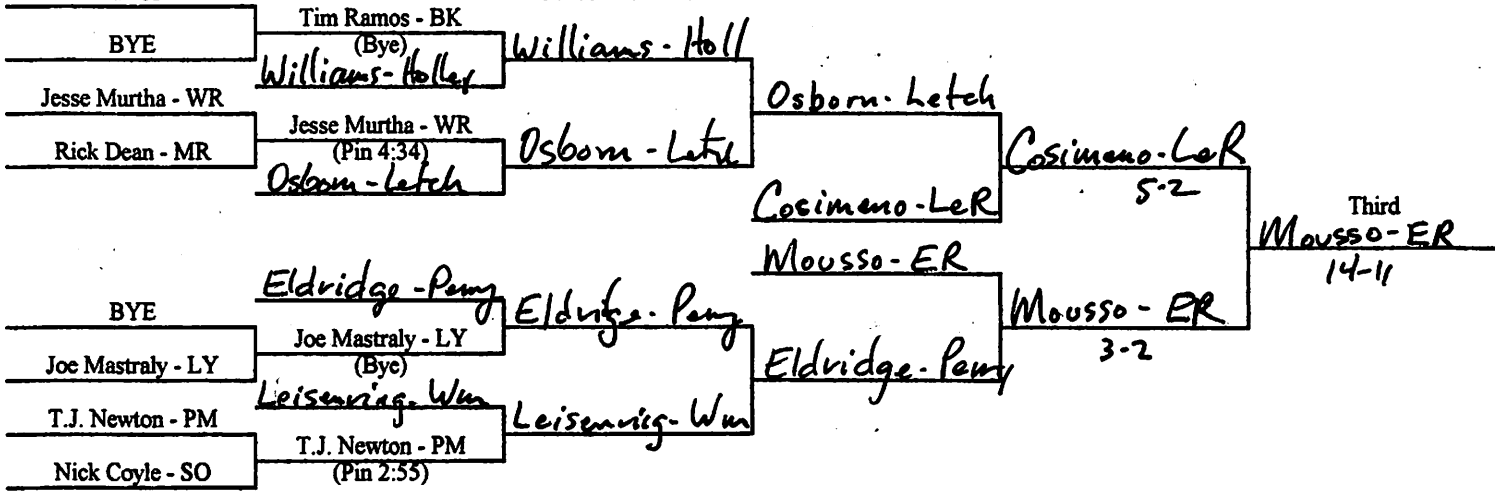 Tim Ramos - BK
BYE
(Bye)
Williams - Holl
Williams - Holley
Jesse Murtha - WR
Osborn - Letch
Jesse Murtha - WR
Rick Dean - MR
(Pin 4:34)
Osborn - Letch
Cosimeno - LeR
Osborn - Letch
5-2
Cosimeno - LeR
Third
Mousso - ER
Mousso - ER
14-11
Eldridge - Perry
BYE
Eldridge - Perry
Mousso - ER
Joe Mastraly - LY
3-2
Joe Mastraly - LY
(Bye)
Eldridge - Perry
Leisenring - Wm
T.J. Newton - PM
Leisenring - Wm
T.J. Newton - PM
Nick Coyle - SO
(Pin 2:55)